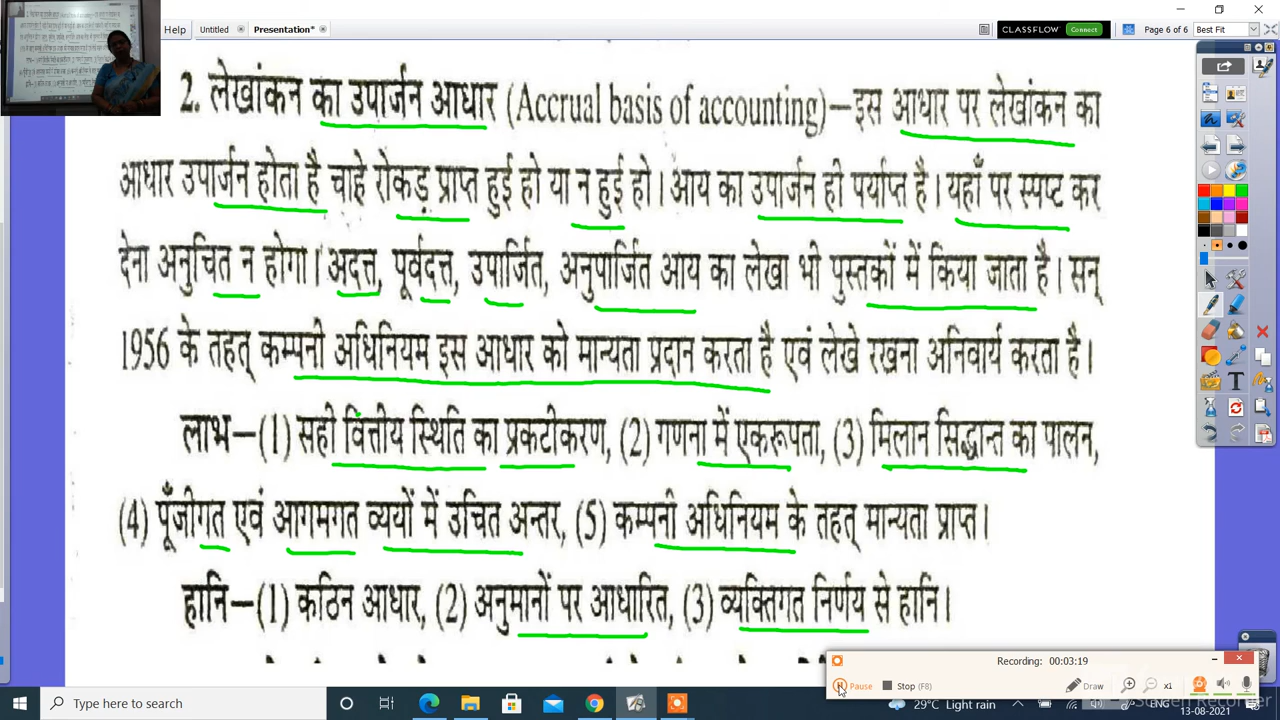 Help Untitled Presentation* CLASSFLOW Connect Page 6 of 6 Best Fit
2. लेखांकन का उपार्जन आधार (Accrual basis of accounting)—इस आधार पर लेखांकन का
आधार उपार्जन होता है चाहे रोकड़ प्राप्त हुई हो या न हुई हो। आय का उपार्जन ही पर्याप्त है। यहाँ पर स्पष्ट कर
देना अनुचित न होगा। अदत्त, पूर्वदत्त, उपार्जित, अनुपार्जित आय का लेखा भी पुस्तकों में किया जाता है। सन्
1956 के तहत् कम्पनी अधिनियम इस आधार को मान्यता प्रदान करता है एवं लेखे रखना अनिवार्य करता है।
लाभ—(1) सही वित्तीय स्थिति का प्रकटीकरण, (2) गणना में एकरूपता, (3) मिलान सिद्धान्त का पालन,
(4) पूँजीगत एवं आगमगत व्ययों में उचित अन्तर, (5) कम्पनी अधिनियम के तहत् मान्यता प्राप्त।
हानि—(1) कठिन आधार, (2) अनुमानों पर आधारित, (3) व्यक्तिगत निर्णय से हानि।
Recording: 00:03:19
Pause Stop (F8) Draw x1
Type here to search 29°C Light rain ENG
13-08-2021